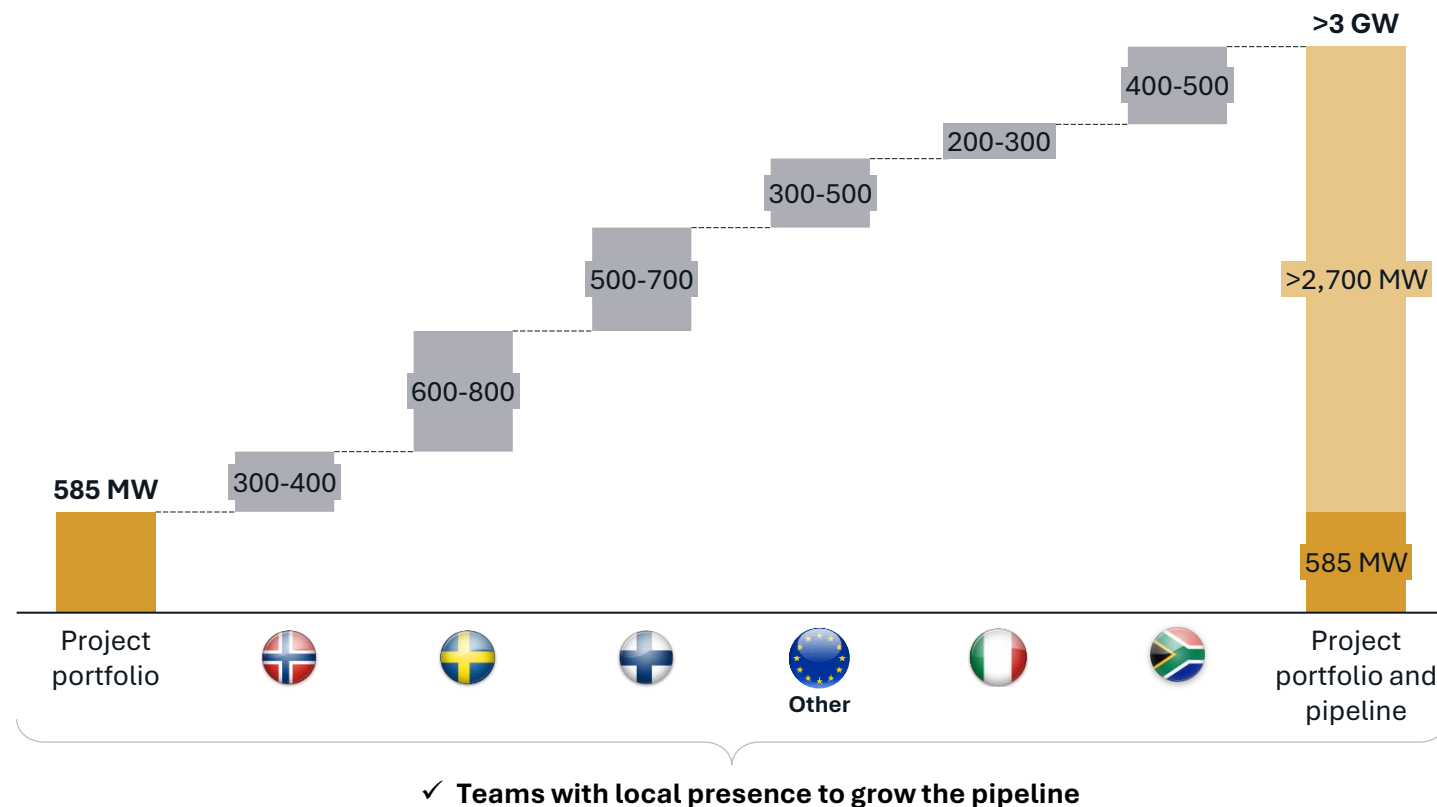 >3 GW
400-500
200-300
300-500
500-700
>2,700 MW
600-800
300-400
585 MW
585 MW
Project
portfolio
Other
Project
portfolio and
pipeline
✓ Teams with local presence to grow the pipeline